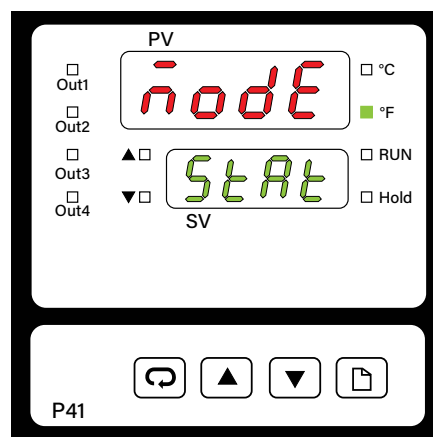 PV
Out1
°C
modE
Out2
°F
Out3
▲
RUN
StAt
Out4
▼
Hold
SV
P41